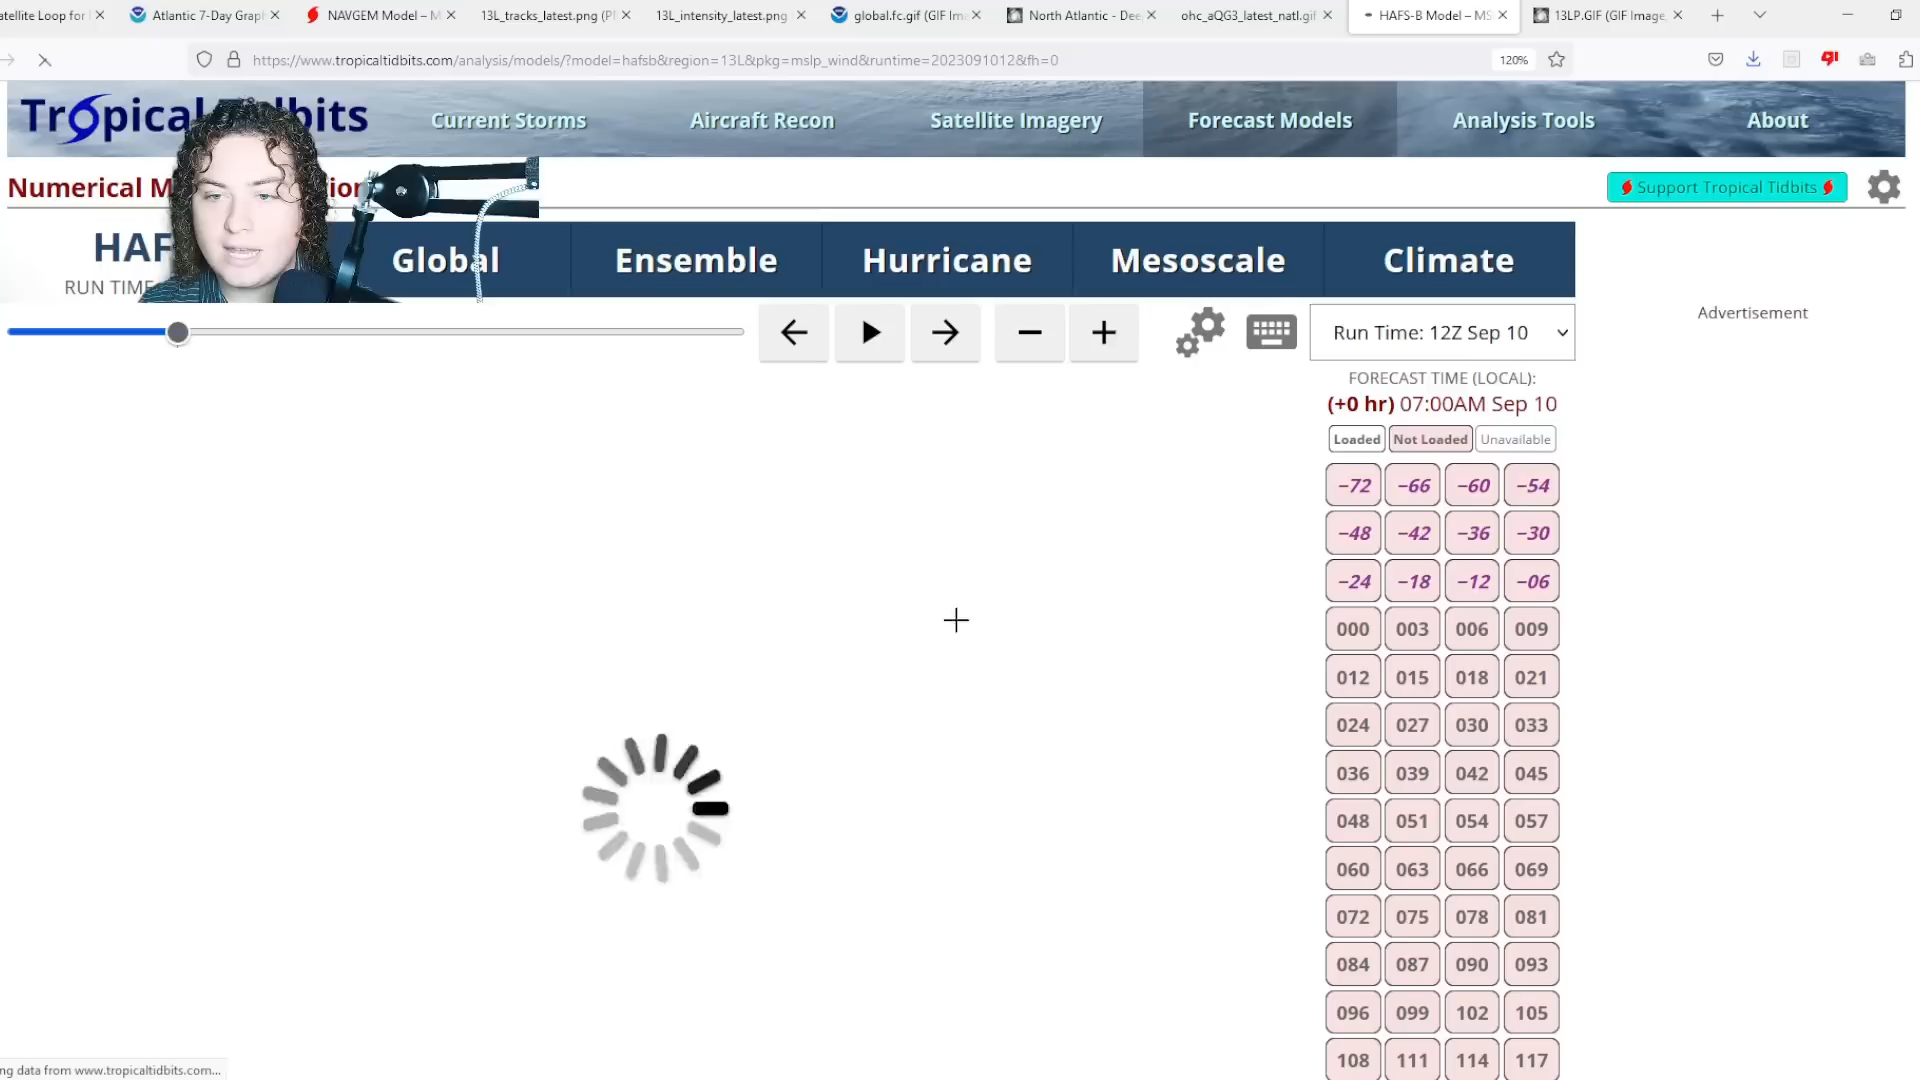 atellite Loop for
Atlantic 7-Day Grap
NAVGEM Model – M
13L_tracks_latest.png (P
13L_intensity_latest.png
global.fc.gif (GIF Im
North Atlantic - Dee
ohc_aQG3_latest_natl.gif
HAFS-B Model – MS
13LP.GIF (GIF Image,
https://www.tropicaltidbits.com/analysis/models/?model=hafsb&region=13L&pkg=mslp_wind&runtime=2023091012&fh=0
120%
Current Storms
Aircraft Recon
Satellite Imagery
Forecast Models
Analysis Tools
About
Numerical M
Support Tropical Tidbits
HAF
RUN TIME
Global
Ensemble
Hurricane
Mesoscale
Climate
Run Time: 12Z Sep 10
Advertisement
FORECAST TIME (LOCAL):
(+0 hr) 07:00AM Sep 10
Loaded Not Loaded Unavailable
−72 −66 −60 −54
−48 −42 −36 −30
−24 −18 −12 −06
000 003 006 009
012 015 018 021
024 027 030 033
036 039 042 045
048 051 054 057
060 063 066 069
072 075 078 081
084 087 090 093
096 099 102 105
108 111 114 117
ng data from www.tropicaltidbits.com...